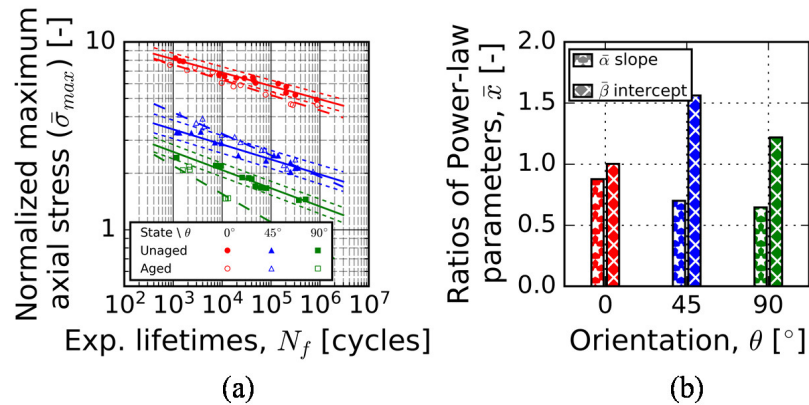 Normalized maximum
axial stress (σ̄max) [-]
10
1
State \ θ 0° 45° 90°
Unaged
Aged
10² 10³ 10⁴ 10⁵ 10⁶ 10⁷
Exp. lifetimes, Nf [cycles]
(a)
Ratios of Power-law
parameters, x̄ [-]
2.0
1.5
1.0
0.5
0.0
ᾱ slope
β̄ intercept
0 45 90
Orientation, θ [°]
(b)